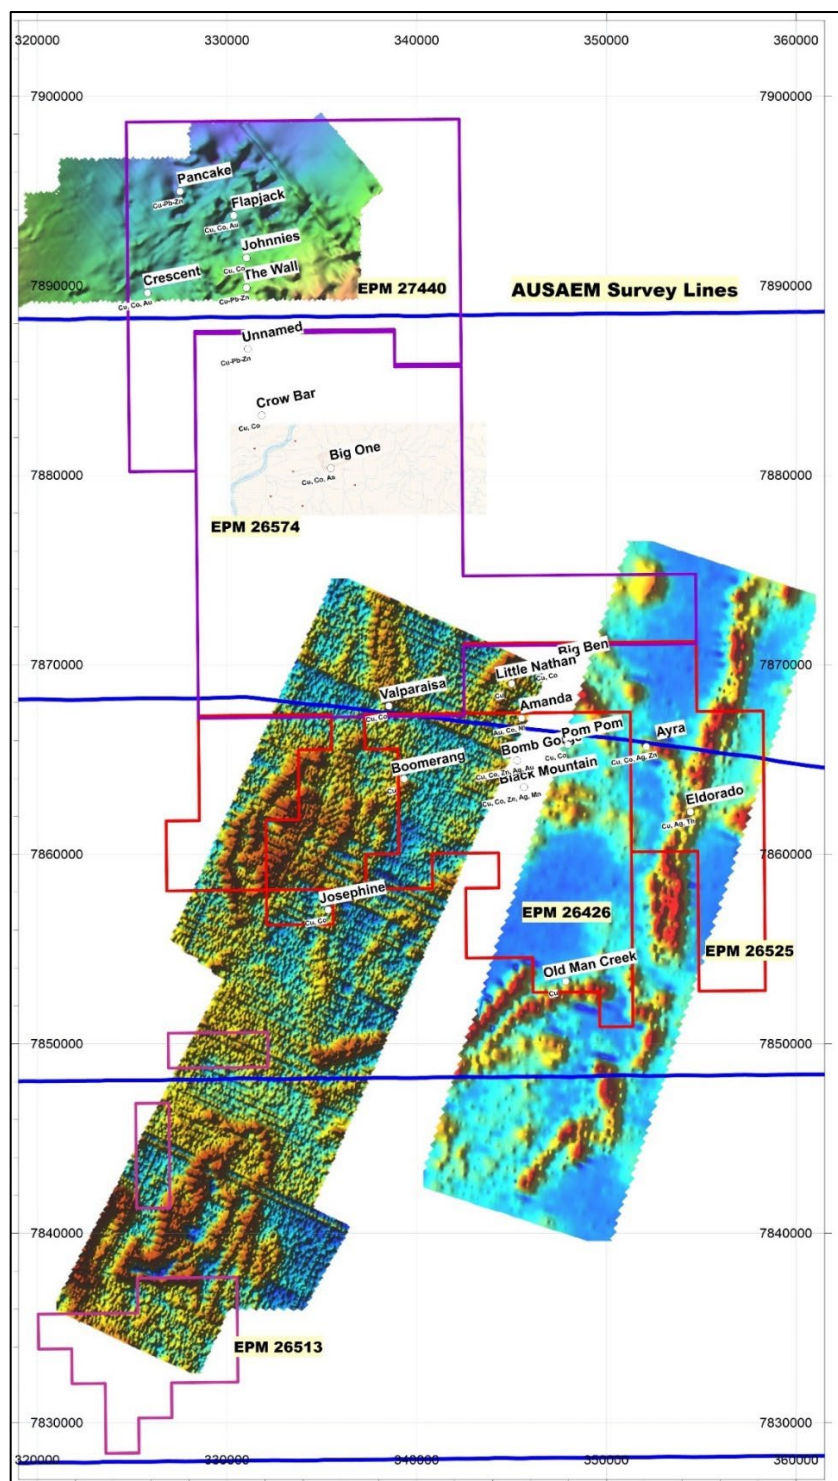 320000 330000 340000 350000 360000
7900000 7900000
Pancake
Cu-Pb-Zn
Flapjack
Cu, Co, Au
Johnnies
Cu, Co
The Wall
Cu-Pb-Zn
Crescent
Cu, Co, Au
7890000 7890000
EPM 27440
AUSAEM Survey Lines
Unnamed
Cu-Pb-Zn
Crow Bar
Cu, Co
Big One
7880000 7880000
EPM 26574
7870000 7870000
Big Ben
Cu, Co
Little Nathan
Cu
Valparaisa
Cu, Co
Amanda
Pom Pom
Cu, Co
Bomb Gorge
Cu, Co, Zn, Ag, Au
Ayra
Cu, Co, Ag, Zn
Boomerang
Cu
Black Mountain
Cu, Co, Zn, Ag, Mn
Eldorado
Cu, Ag, Th
7860000 7860000
Josephine
Cu, Co
EPM 26426
EPM 26525
Old Man Creek
Cu
7850000 7850000
7840000 7840000
EPM 26513
7830000 7830000
320000 330000 340000 350000 360000